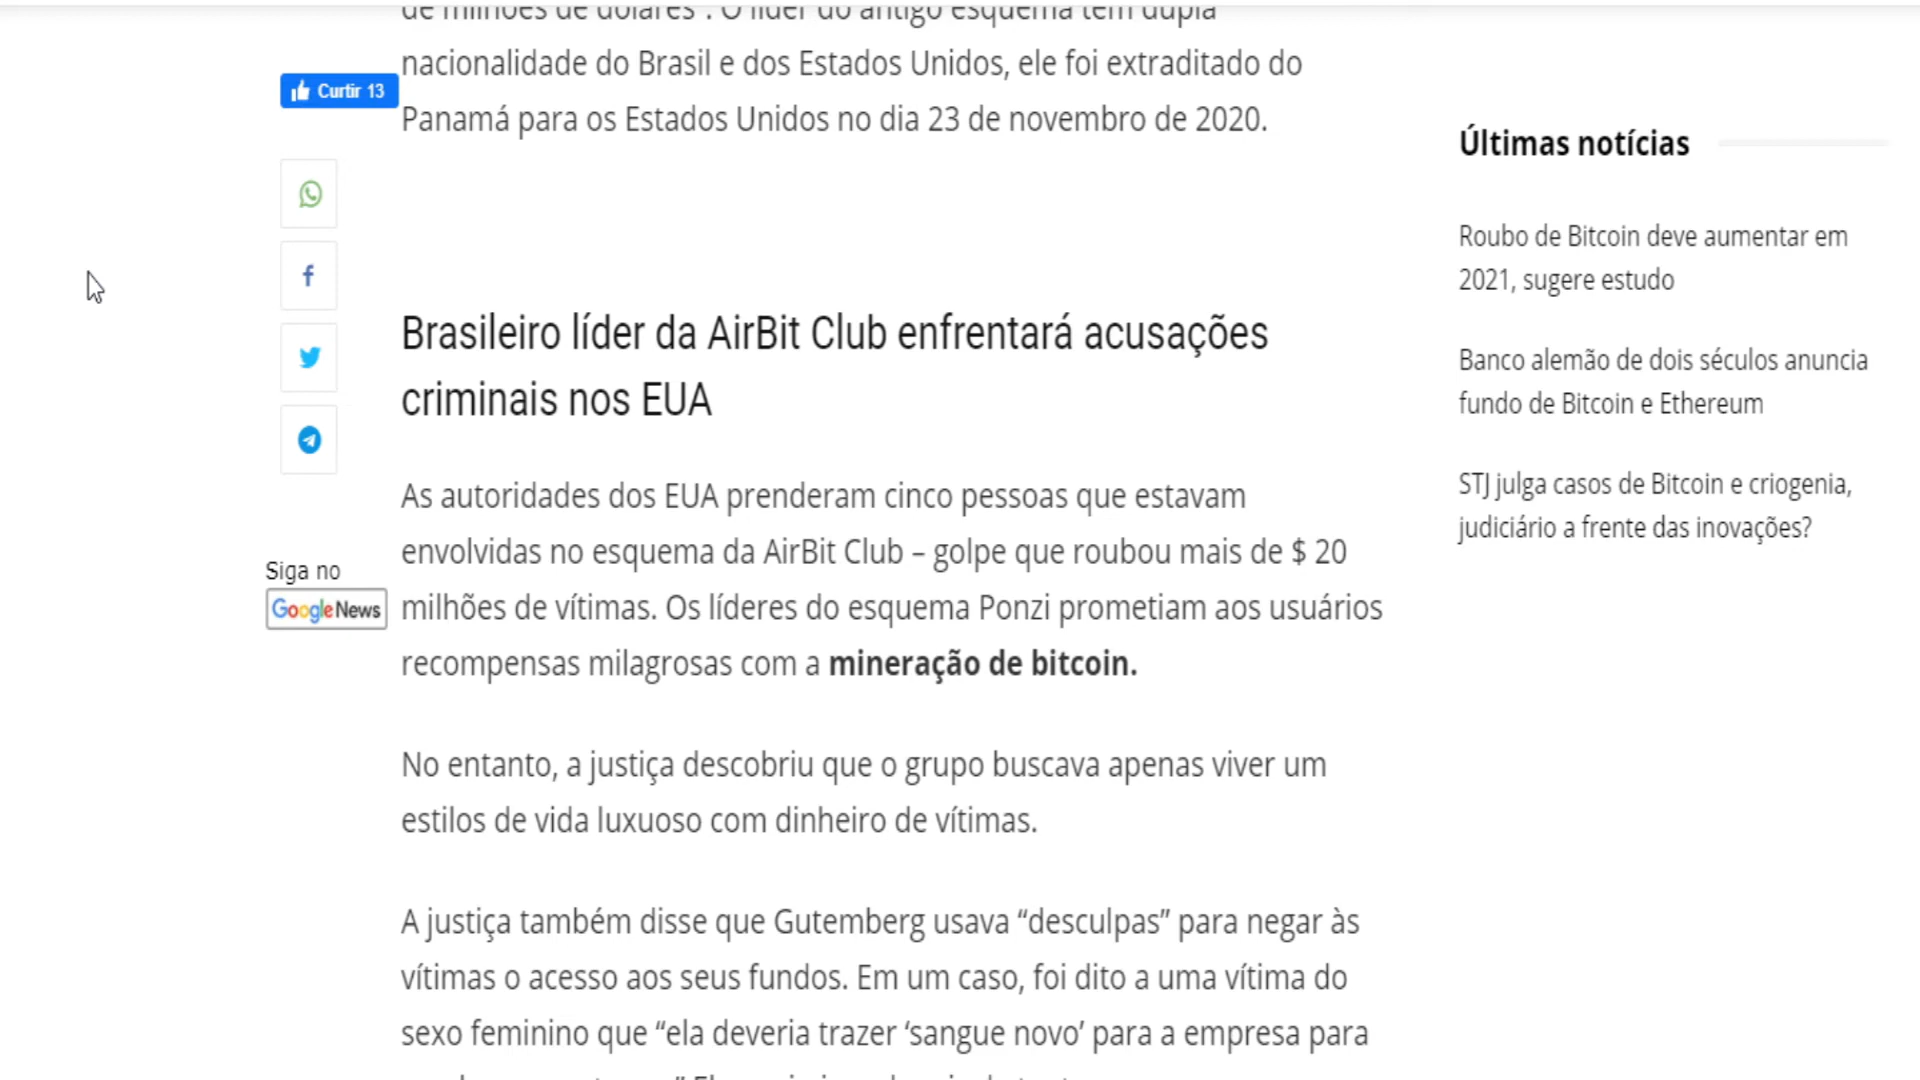 de milhões de dólares". O líder do antigo esquema tem dupla
nacionalidade do Brasil e dos Estados Unidos, ele foi extraditado do
Panamá para os Estados Unidos no dia 23 de novembro de 2020.
Curtir 13
Brasileiro líder da AirBit Club enfrentará acusações
criminais nos EUA
As autoridades dos EUA prenderam cinco pessoas que estavam
envolvidas no esquema da AirBit Club – golpe que roubou mais de $ 20
milhões de vítimas. Os líderes do esquema Ponzi prometiam aos usuários
recompensas milagrosas com a mineração de bitcoin.
Siga no
Google News
No entanto, a justiça descobriu que o grupo buscava apenas viver um
estilos de vida luxuoso com dinheiro de vítimas.
A justiça também disse que Gutemberg usava “desculpas” para negar às
vítimas o acesso aos seus fundos. Em um caso, foi dito a uma vítima do
sexo feminino que “ela deveria trazer ‘sangue novo’ para a empresa para
Últimas notícias
Roubo de Bitcoin deve aumentar em
2021, sugere estudo
Banco alemão de dois séculos anuncia
fundo de Bitcoin e Ethereum
STJ julga casos de Bitcoin e criogenia,
judiciário a frente das inovações?